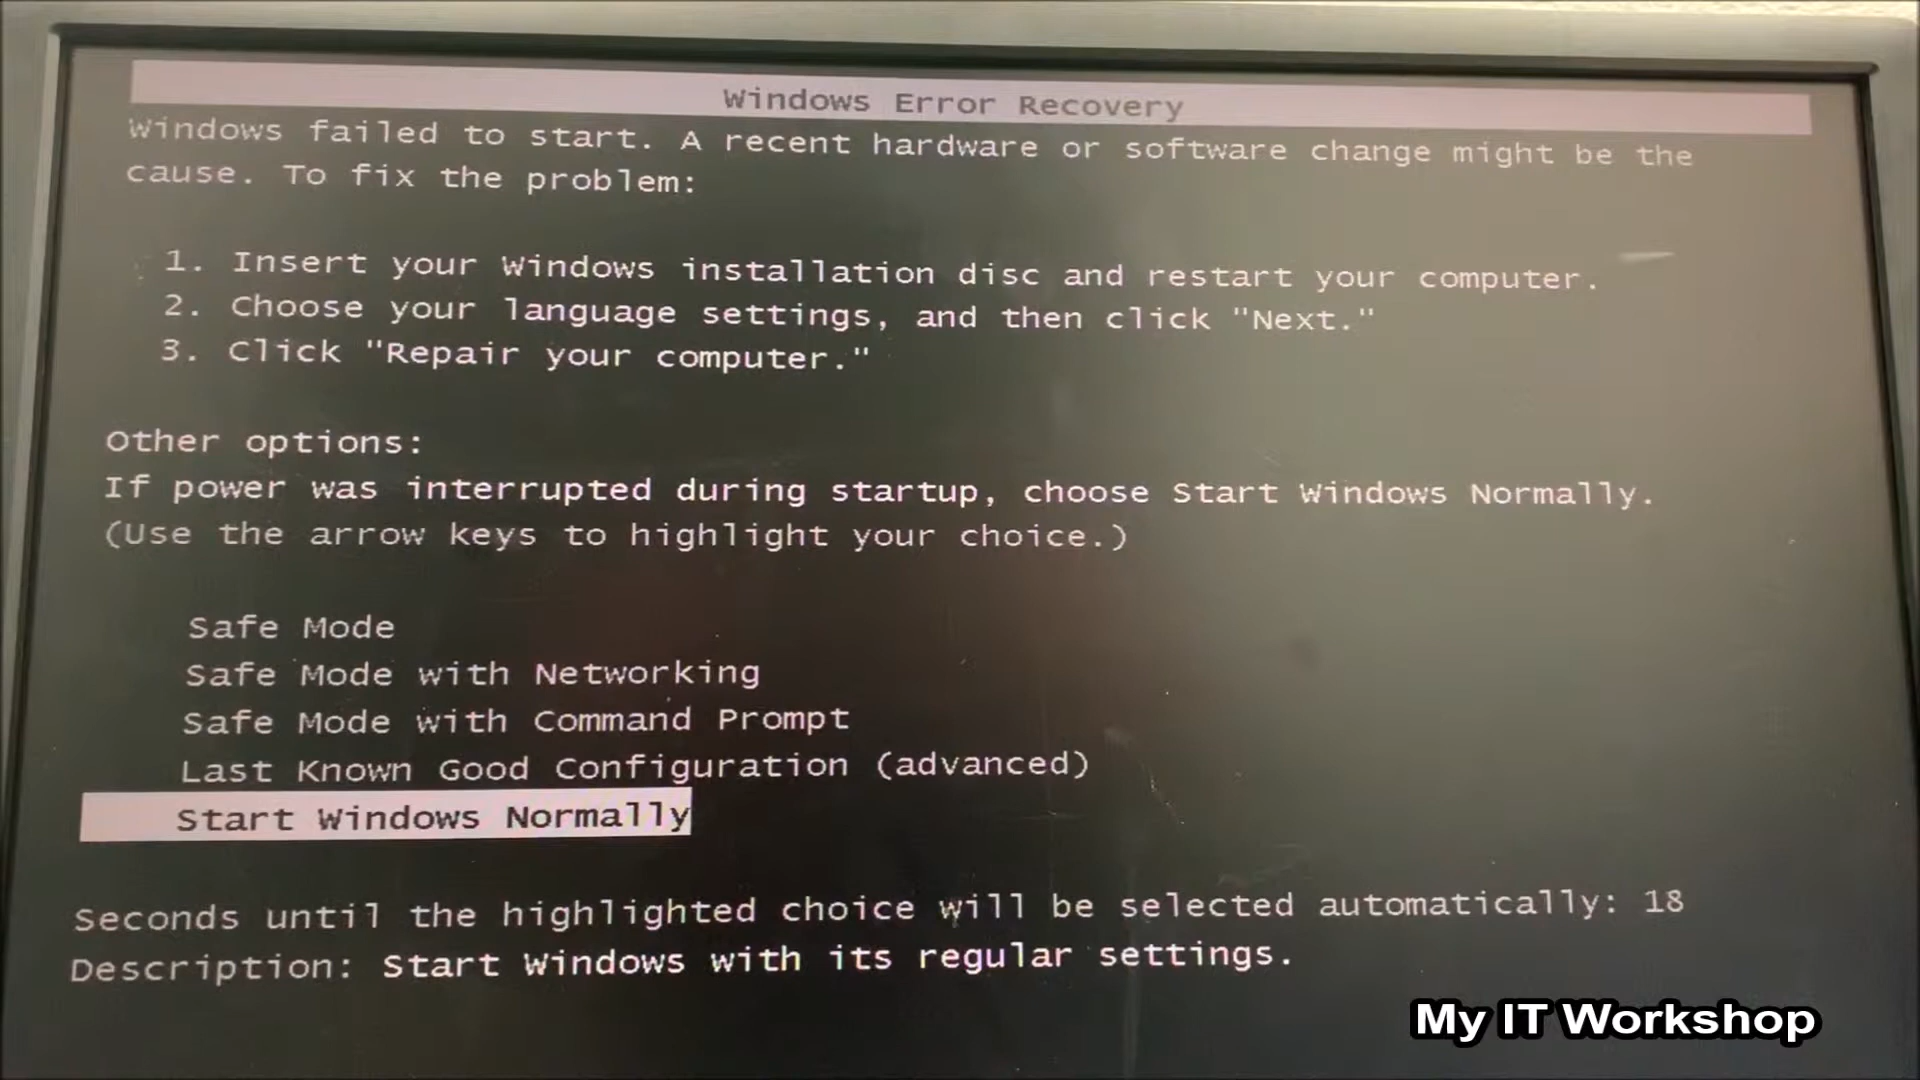 Windows Error Recovery
Windows failed to start. A recent hardware or software change might be the
cause. To fix the problem:
1. Insert your Windows installation disc and restart your computer.
2. Choose your language settings, and then click "Next."
3. Click "Repair your computer."
Other options:
If power was interrupted during startup, choose Start Windows Normally.
(Use the arrow keys to highlight your choice.)
Safe Mode
Safe Mode with Networking
Safe Mode with Command Prompt
Last Known Good Configuration (advanced)
Start Windows Normally
Seconds until the highlighted choice will be selected automatically: 18
Description: Start Windows with its regular settings.
My IT Workshop